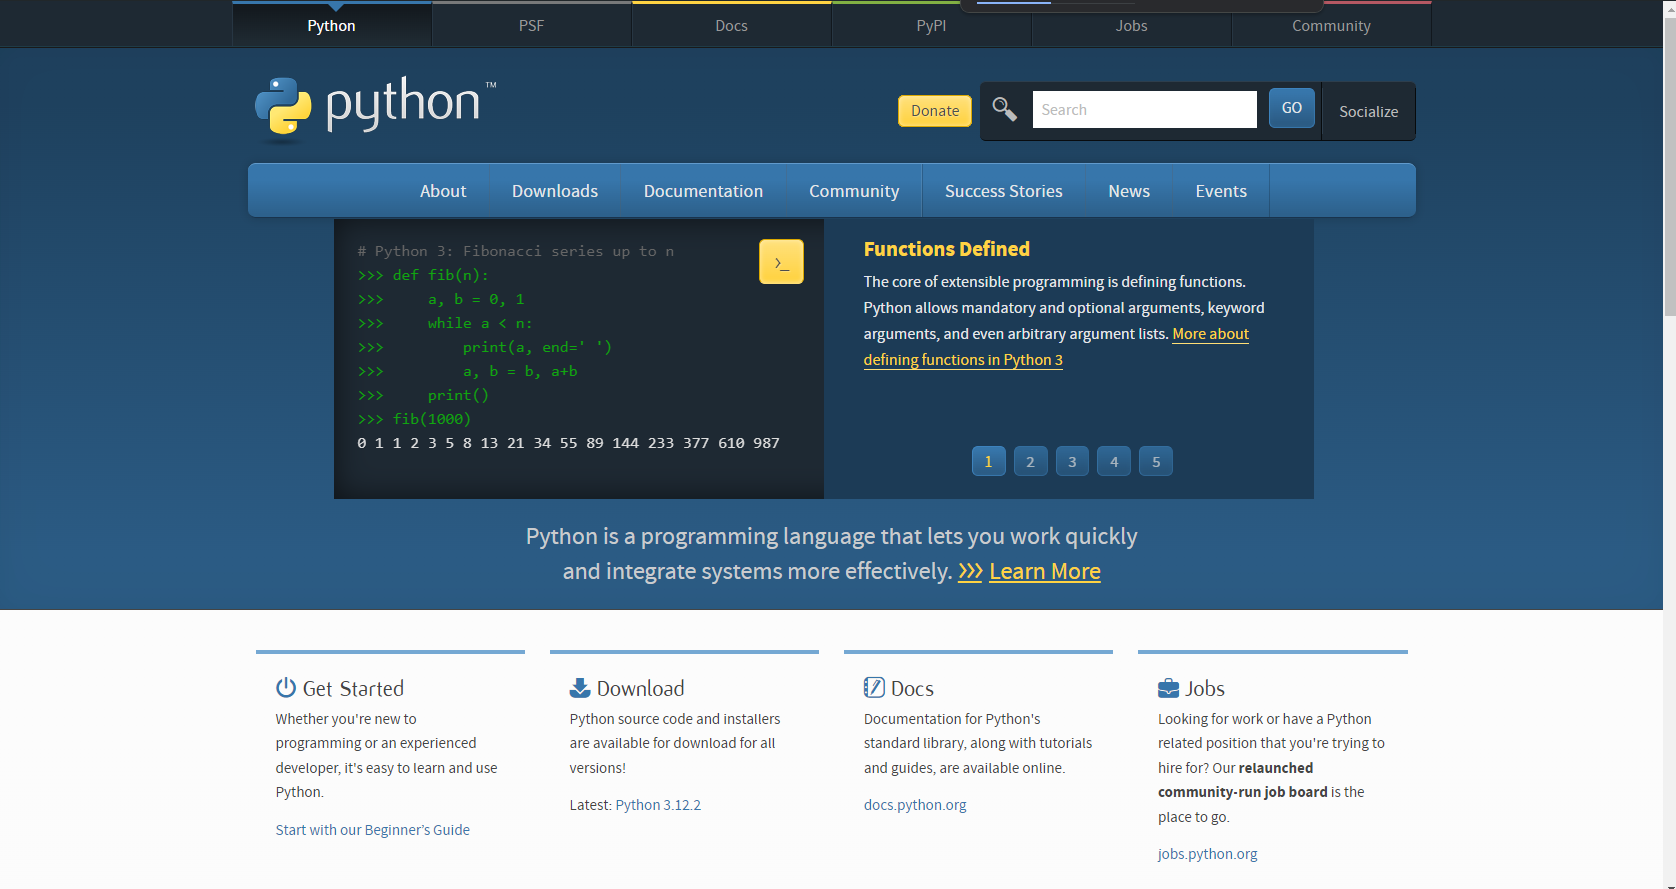 Python PSF Docs PyPI Jobs Community
python™
Donate Search GO Socialize
About Downloads Documentation Community Success Stories News Events
# Python 3: Fibonacci series up to n
>>> def fib(n):
>>>     a, b = 0, 1
>>>     while a < n:
>>>         print(a, end=' ')
>>>         a, b = b, a+b
>>>     print()
>>> fib(1000)
0 1 1 2 3 5 8 13 21 34 55 89 144 233 377 610 987
>_
Functions Defined
The core of extensible programming is defining functions.
Python allows mandatory and optional arguments, keyword
arguments, and even arbitrary argument lists. More about
defining functions in Python 3
1 2 3 4 5
Python is a programming language that lets you work quickly
and integrate systems more effectively. >>> Learn More
Get Started
Whether you're new to
programming or an experienced
developer, it's easy to learn and use
Python.
Start with our Beginner’s Guide
Download
Python source code and installers
are available for download for all
versions!
Latest: Python 3.12.2
Docs
Documentation for Python's
standard library, along with tutorials
and guides, are available online.
docs.python.org
Jobs
Looking for work or have a Python
related position that you're trying to
hire for? Our relaunched
community-run job board is the
place to go.
jobs.python.org